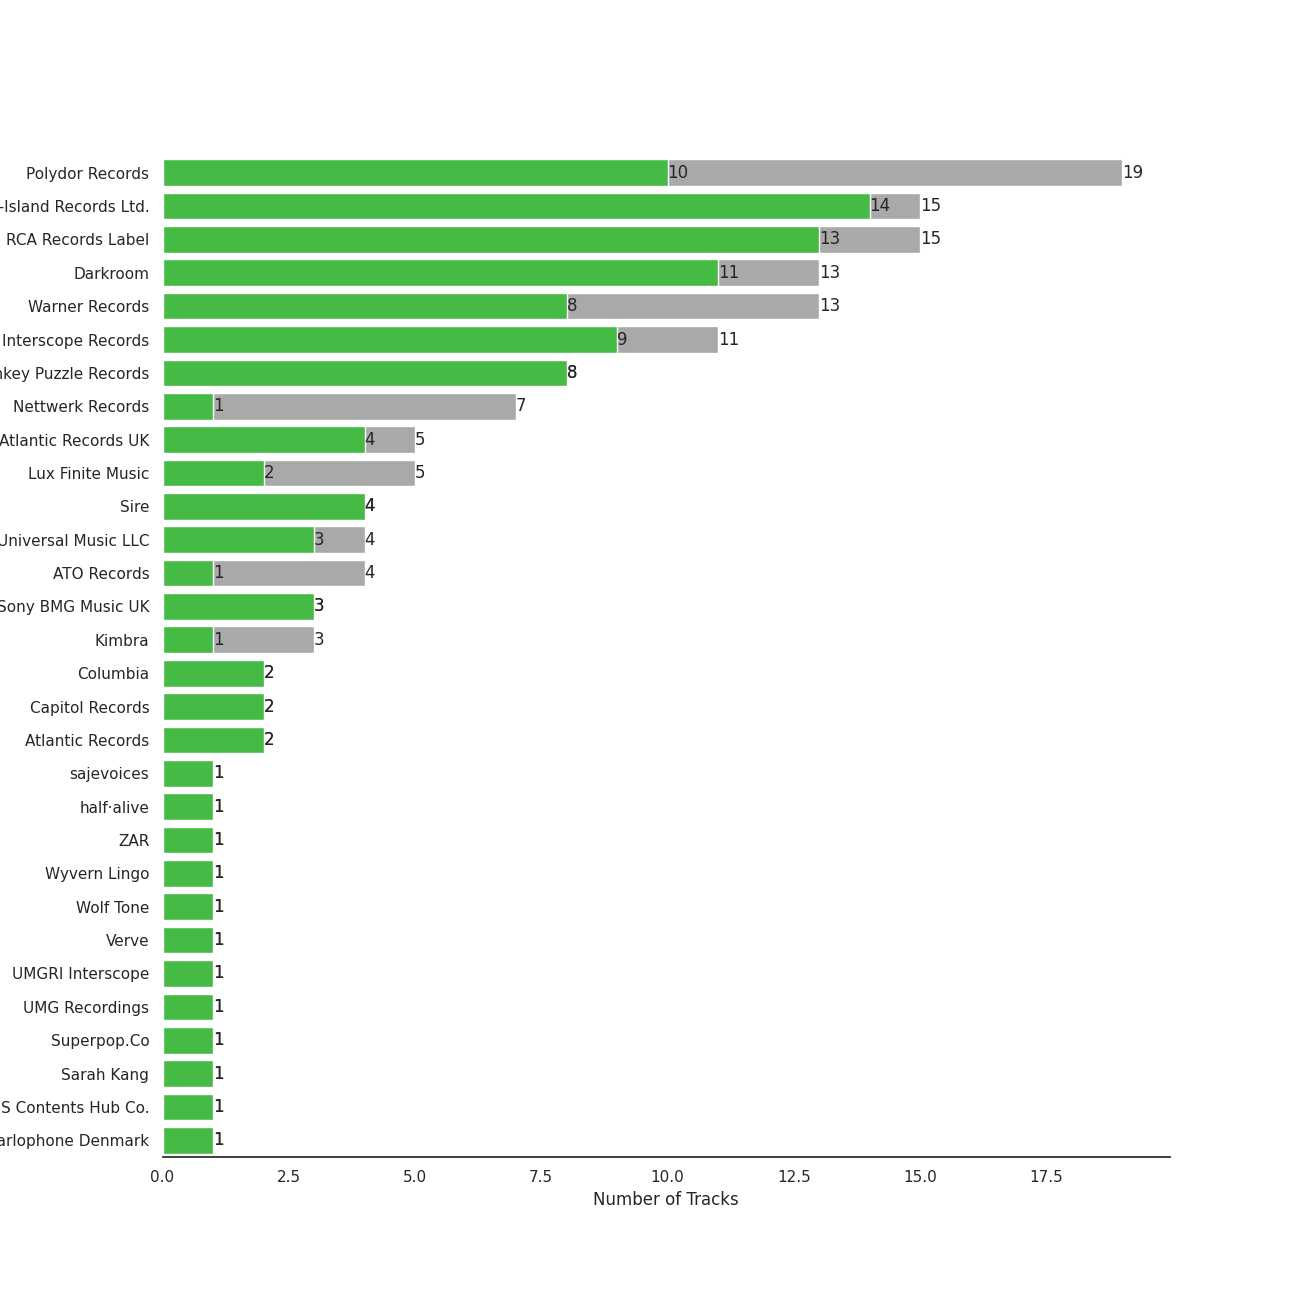 Polydor Records 10 19
-Island Records Ltd. 14 15
RCA Records Label 13 15
Darkroom 11 13
Warner Records 8 13
Interscope Records 9 11
key Puzzle Records 8
Nettwerk Records 1 7
Atlantic Records UK 4 5
Lux Finite Music 2 5
Sire 4
Universal Music LLC 3 4
ATO Records 1 4
Sony BMG Music UK 3
Kimbra 1 3
Columbia 2
Capitol Records 2
Atlantic Records 2
sajevoices 1
half·alive 1
ZAR 1
Wyvern Lingo 1
Wolf Tone 1
Verve 1
UMGRI Interscope 1
UMG Recordings 1
Superpop.Co 1
Sarah Kang 1
S Contents Hub Co. 1
arlophone Denmark 1
0.0 2.5 5.0 7.5 10.0 12.5 15.0 17.5
Number of Tracks